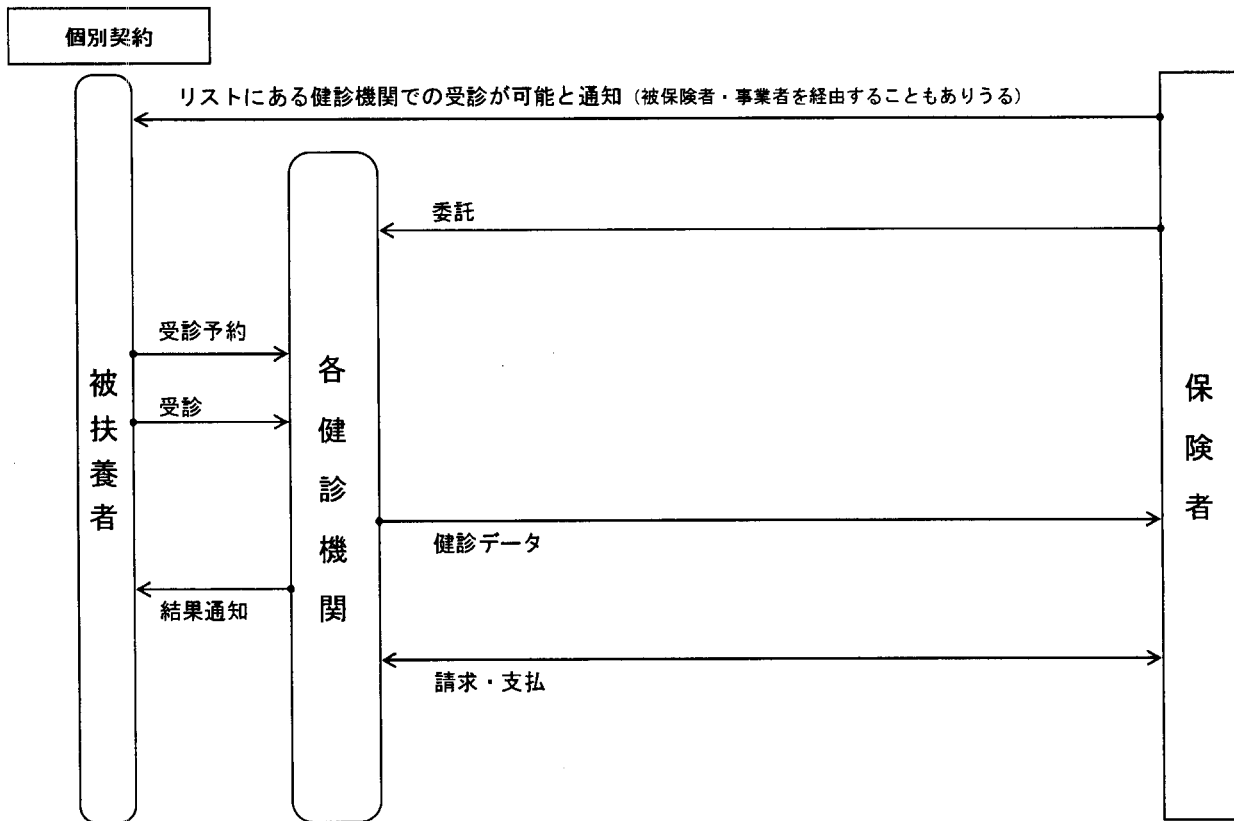 個別契約
リストにある健診機関での受診が可能と通知（被保険者・事業者を経由することもありうる）
委託
受診予約
受診
被扶養者
各健診機関
保険者
健診データ
結果通知
請求・支払